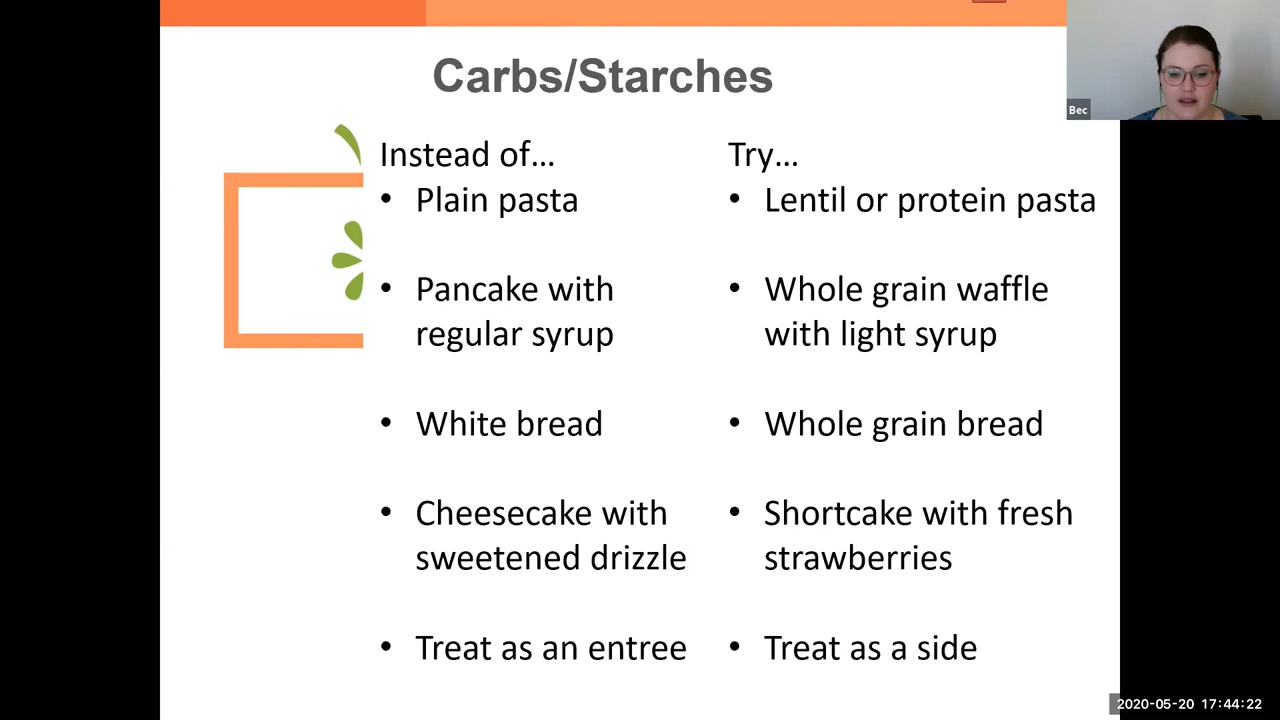 Carbs/Starches
Bec
Instead of...
• Plain pasta
• Pancake with
regular syrup
• White bread
• Cheesecake with
sweetened drizzle
• Treat as an entree
Try...
• Lentil or protein pasta
• Whole grain waffle
with light syrup
• Whole grain bread
• Shortcake with fresh
strawberries
• Treat as a side
2020-05-20 17:44:22